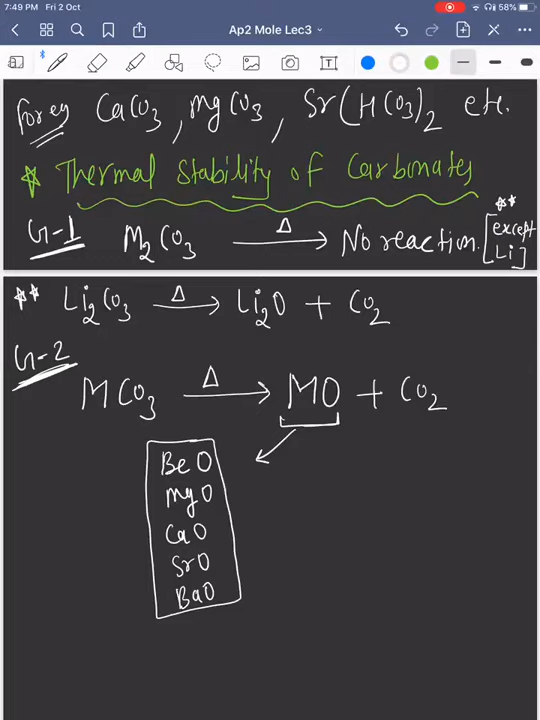 7:49 PM Fri 2 Oct
58%
Ap2 Mole Lec3
For eg CaCO3, MgCO3, Sr(HCO3)2 etc.
* Thermal Stability of Carbonates
G-1 M2CO3 Δ→ No reaction. [except Li] **
** Li2CO3 Δ→ Li2O + CO2
G-2
MCO3 Δ→ MO + CO2
BeO
MgO
CaO
SrO
BaO